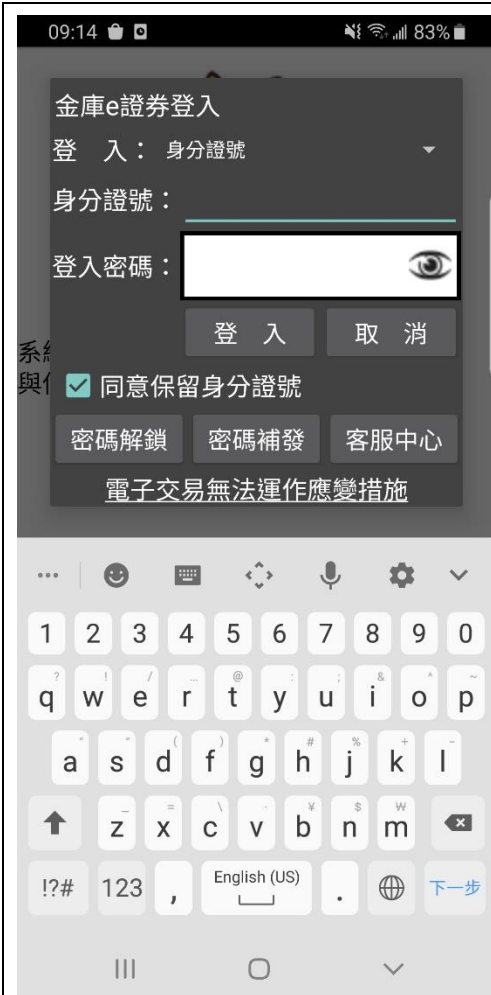 09:14 83%
金庫e證券登入
登 入： 身分證號
身分證號：
登入密碼：
登 入 取 消
系統
與
同意保留身分證號
密碼解鎖 密碼補發 客服中心
電子交易無法運作應變措施
1 2 3 4 5 6 7 8 9 0
q w e r t y u i o p
a s d f g h j k l
z x c v b n m
!?# 123 , English (US) . 下一步